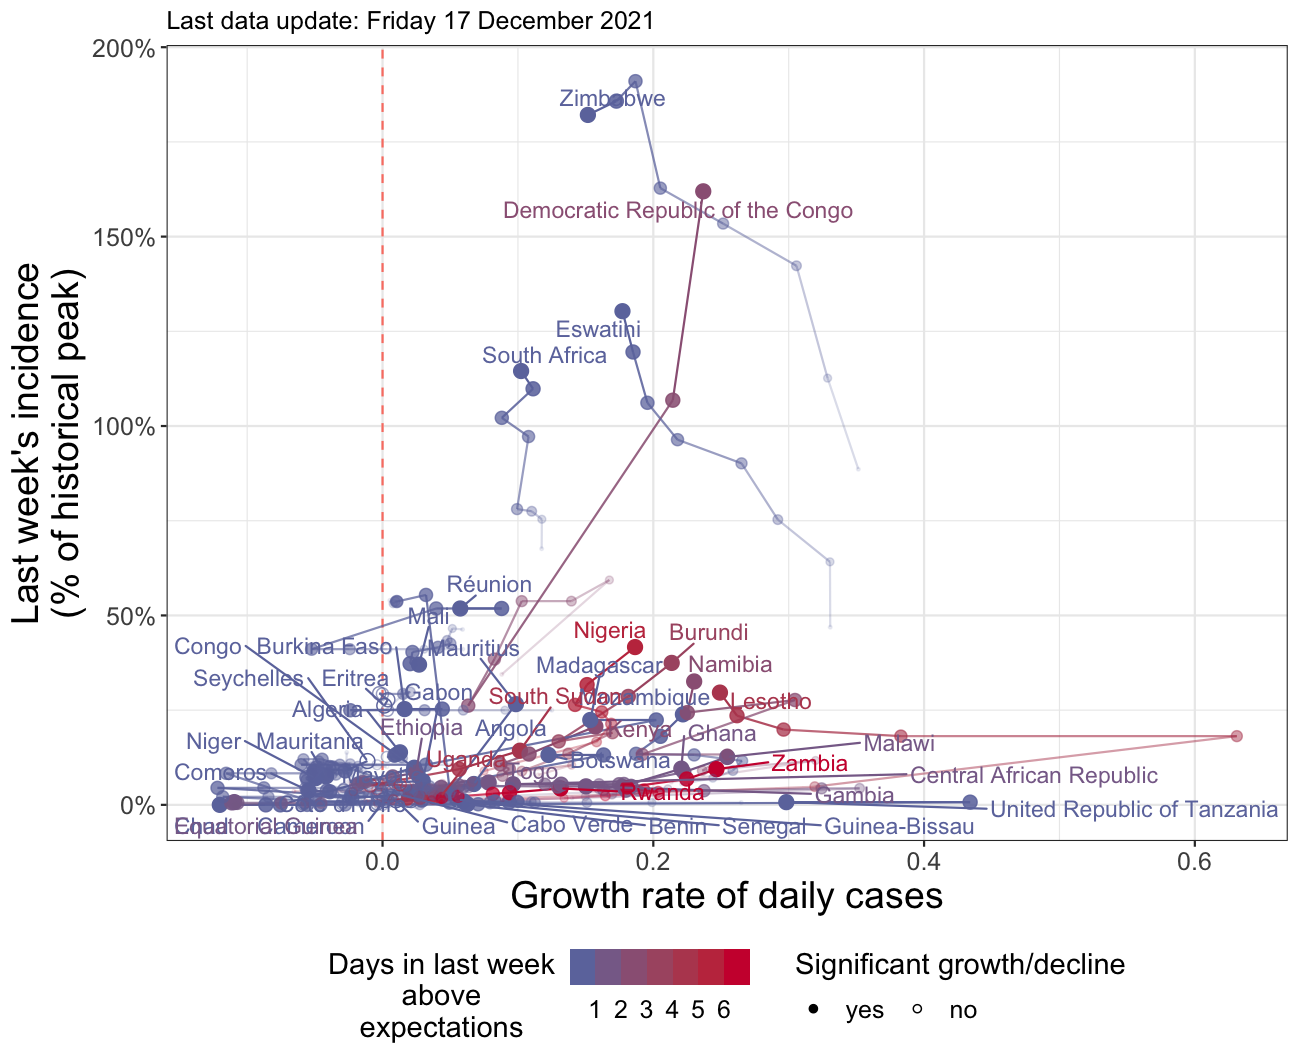 Last data update: Friday 17 December 2021
Last week's incidence
(% of historical peak)
200%
150%
100%
50%
0%
Zimbabwe
Democratic Republic of the Congo
Eswatini
South Africa
Réunion
Mali
Nigeria
Burundi
Congo
Burkina Faso
Mauritius
Madagascar
Namibia
Seychelles
Eritrea
Gabon
South Sudan
Mozambique
Lesotho
Algeria
Ethiopia
Angola
Kenya
Ghana
Niger
Mauritania
Malawi
Uganda
Botswana
Zambia
Comoros
Togo
Central African Republic
Rwanda
Gambia
United Republic of Tanzania
Chad
Equatorial Guinea
Cameroon
Guinea
Cabo Verde
Benin
Senegal
Guinea-Bissau
0.0
0.2
0.4
0.6
Growth rate of daily cases
Days in last week
above
expectations
1 2 3 4 5 6
Significant growth/decline
yes
no